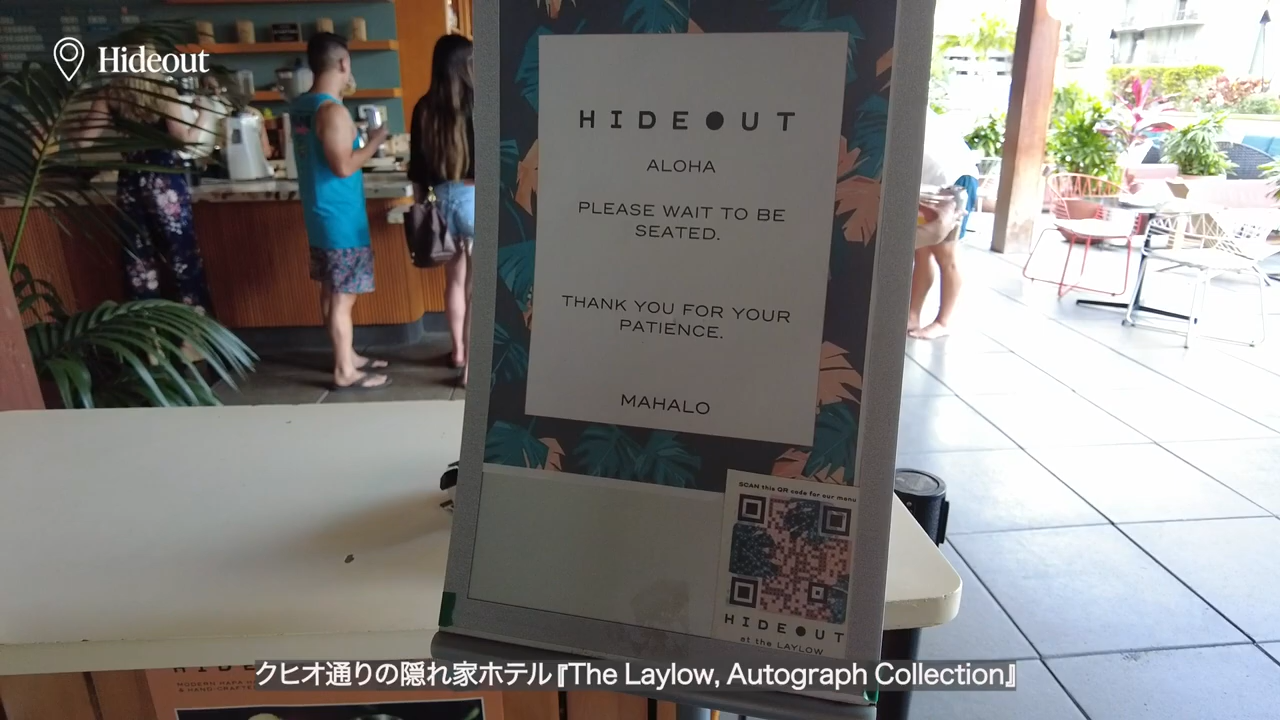 Hideout
HIDEOUT
ALOHA
PLEASE WAIT TO BE
SEATED.
THANK YOU FOR YOUR
PATIENCE.
MAHALO
SCAN this QR code for our menu
HIDEOUT
at the LAYLOW
クヒオ通りの隠れ家ホテル『The Laylow, Autograph Collection』